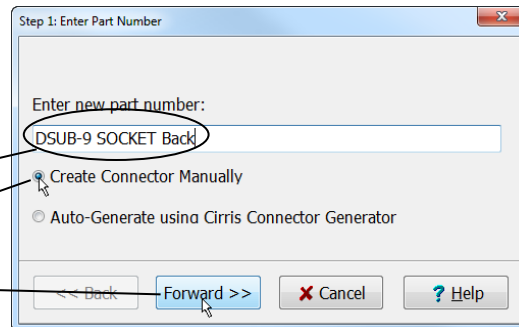 Step 1: Enter Part Number
Enter new part number:
DSUB-9 SOCKET Back
Create Connector Manually
Auto-Generate using Cirris Connector Generator
<< Back Forward >> Cancel ? Help